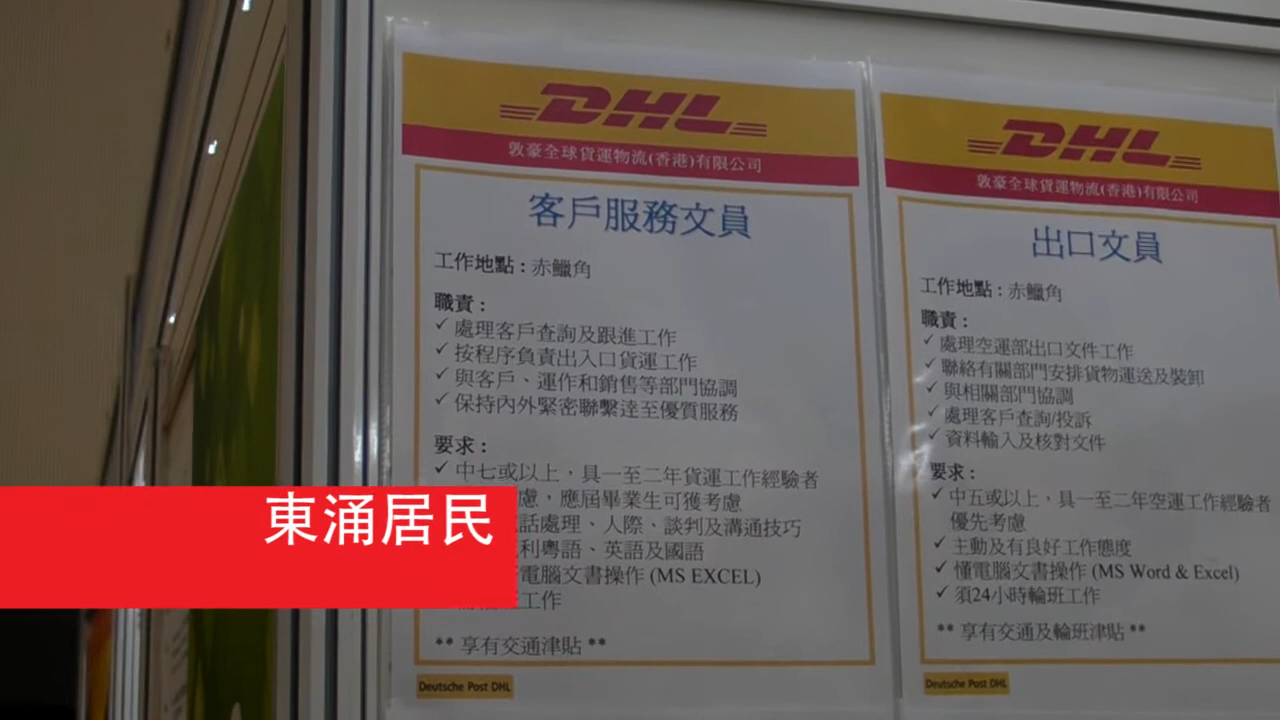 DHL
敦豪全球貨運物流(香港)有限公司
客戶服務文員
工作地點：赤鱲角
職責：
✓ 處理客戶查詢及跟進工作
✓ 按程序負責出入口貨運工作
✓ 與客戶、運作和銷售等部門協調
✓ 保持內外緊密聯繫達至優質服務
要求：
✓ 中七或以上，具一至二年貨運工作經驗者
慮，應屆畢業生可獲考慮
話處理、人際、談判及溝通技巧
利粵語、英語及國語
電腦文書操作 (MS EXCEL)
工作
** 享有交通津貼 **
Deutsche Post DHL
DHL
敦豪全球貨運物流(香港)有限公司
出口文員
工作地點：赤鱲角
職責：
✓ 處理空運部出口文件工作
✓ 聯絡有關部門安排貨物運送及裝卸
✓ 與相關部門協調
✓ 處理客戶查詢/投訴
✓ 資料輸入及核對文件
要求：
✓ 中五或以上，具一至二年空運工作經驗者
優先考慮
✓ 主動及有良好工作態度
✓ 懂電腦文書操作 (MS Word & Excel)
✓ 須24小時輪班工作
** 享有交通及輪班津貼 **
Deutsche Post DHL
東涌居民